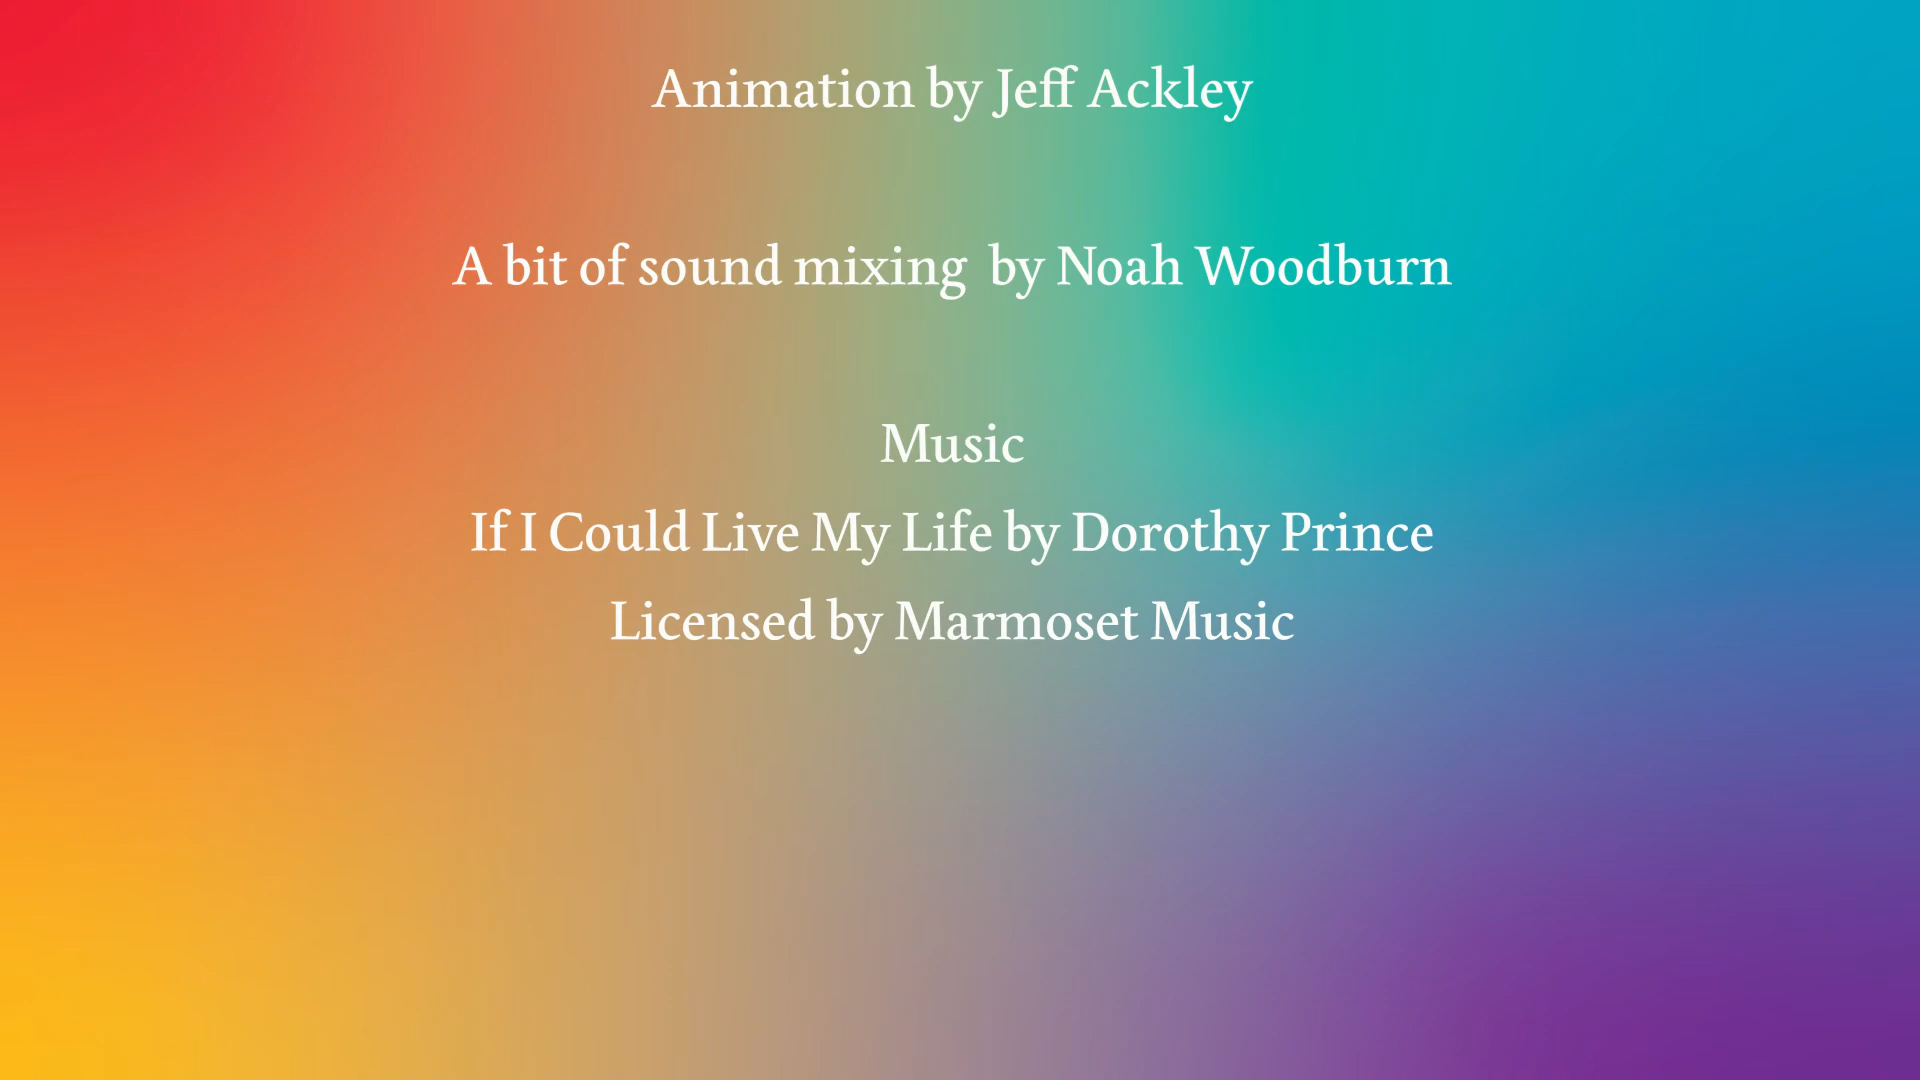 Animation by Jeff Ackley
A bit of sound mixing  by Noah Woodburn
Music
If I Could Live My Life by Dorothy Prince
Licensed by Marmoset Music